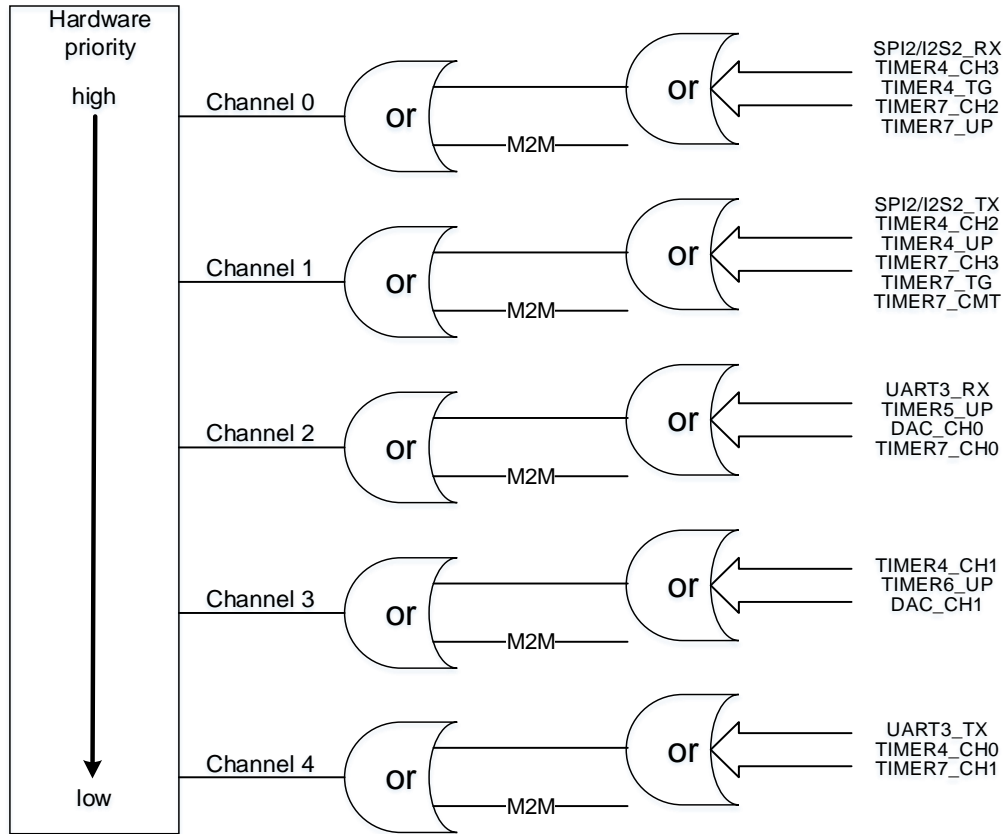 Hardware
priority
high
Channel 0
or
M2M
or
SPI2/I2S2_RX
TIMER4_CH3
TIMER4_TG
TIMER7_CH2
TIMER7_UP
Channel 1
or
M2M
or
SPI2/I2S2_TX
TIMER4_CH2
TIMER4_UP
TIMER7_CH3
TIMER7_TG
TIMER7_CMT
Channel 2
or
M2M
or
UART3_RX
TIMER5_UP
DAC_CH0
TIMER7_CH0
Channel 3
or
M2M
or
TIMER4_CH1
TIMER6_UP
DAC_CH1
Channel 4
or
M2M
or
UART3_TX
TIMER4_CH0
TIMER7_CH1
low